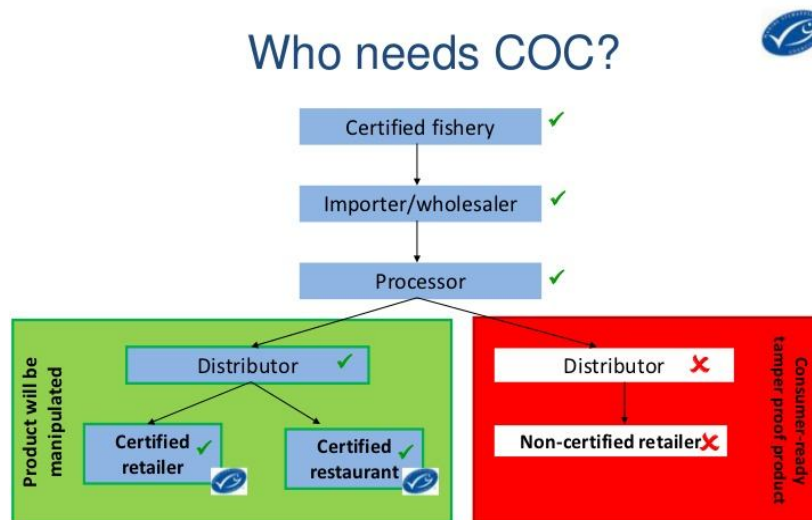 Who needs COC?
Certified fishery
Importer/wholesaler
Processor
Product will be
manipulated
Distributor
Certified
retailer
Certified
restaurant
Distributor
Non-certified retailer
Consumer-ready
tamper proof product